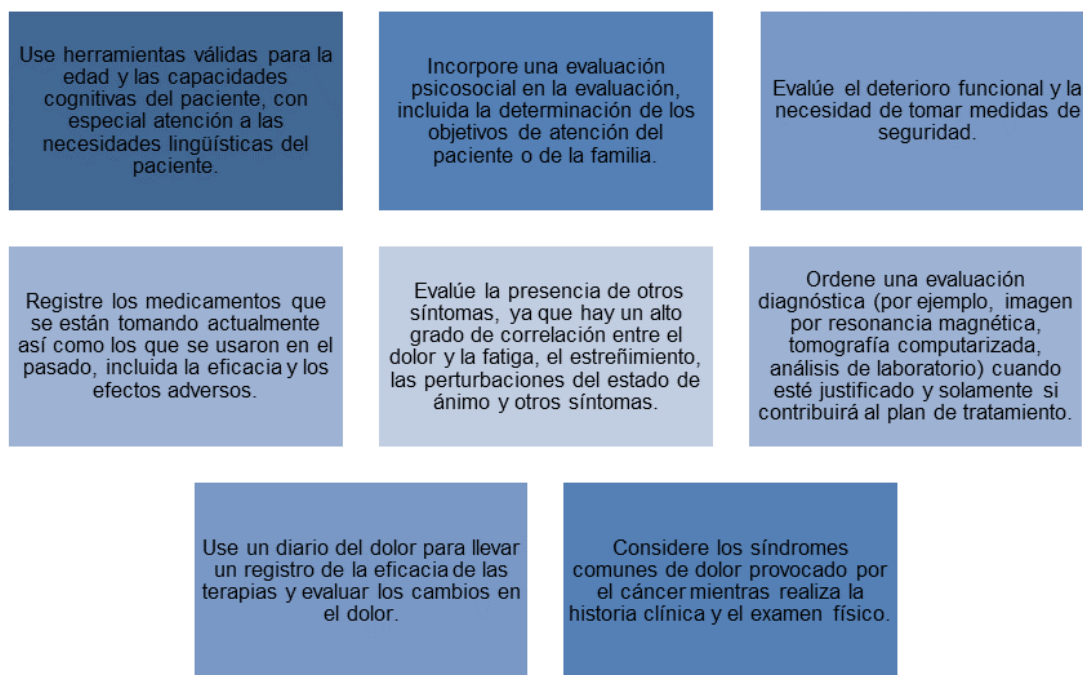 Use herramientas válidas para la
edad y las capacidades
cognitivas del paciente, con
especial atención a las
necesidades lingüísticas del
paciente.
Incorpore una evaluación
psicosocial en la evaluación,
incluida la determinación de los
objetivos de atención del
paciente o de la familia.
Evalúe el deterioro funcional y la
necesidad de tomar medidas de
seguridad.
Registre los medicamentos que
se están tomando actualmente
así como los que se usaron en el
pasado, incluida la eficacia y los
efectos adversos.
Evalúe la presencia de otros
síntomas, ya que hay un alto
grado de correlación entre el
dolor y la fatiga, el estreñimiento,
las perturbaciones del estado de
ánimo y otros síntomas.
Ordene una evaluación
diagnóstica (por ejemplo, imagen
por resonancia magnética,
tomografía computarizada,
análisis de laboratorio) cuando
esté justificado y solamente si
contribuirá al plan de tratamiento.
Use un diario del dolor para llevar
un registro de la eficacia de las
terapias y evaluar los cambios en
el dolor.
Considere los síndromes
comunes de dolor provocado por
el cáncer mientras realiza la
historia clínica y el examen físico.